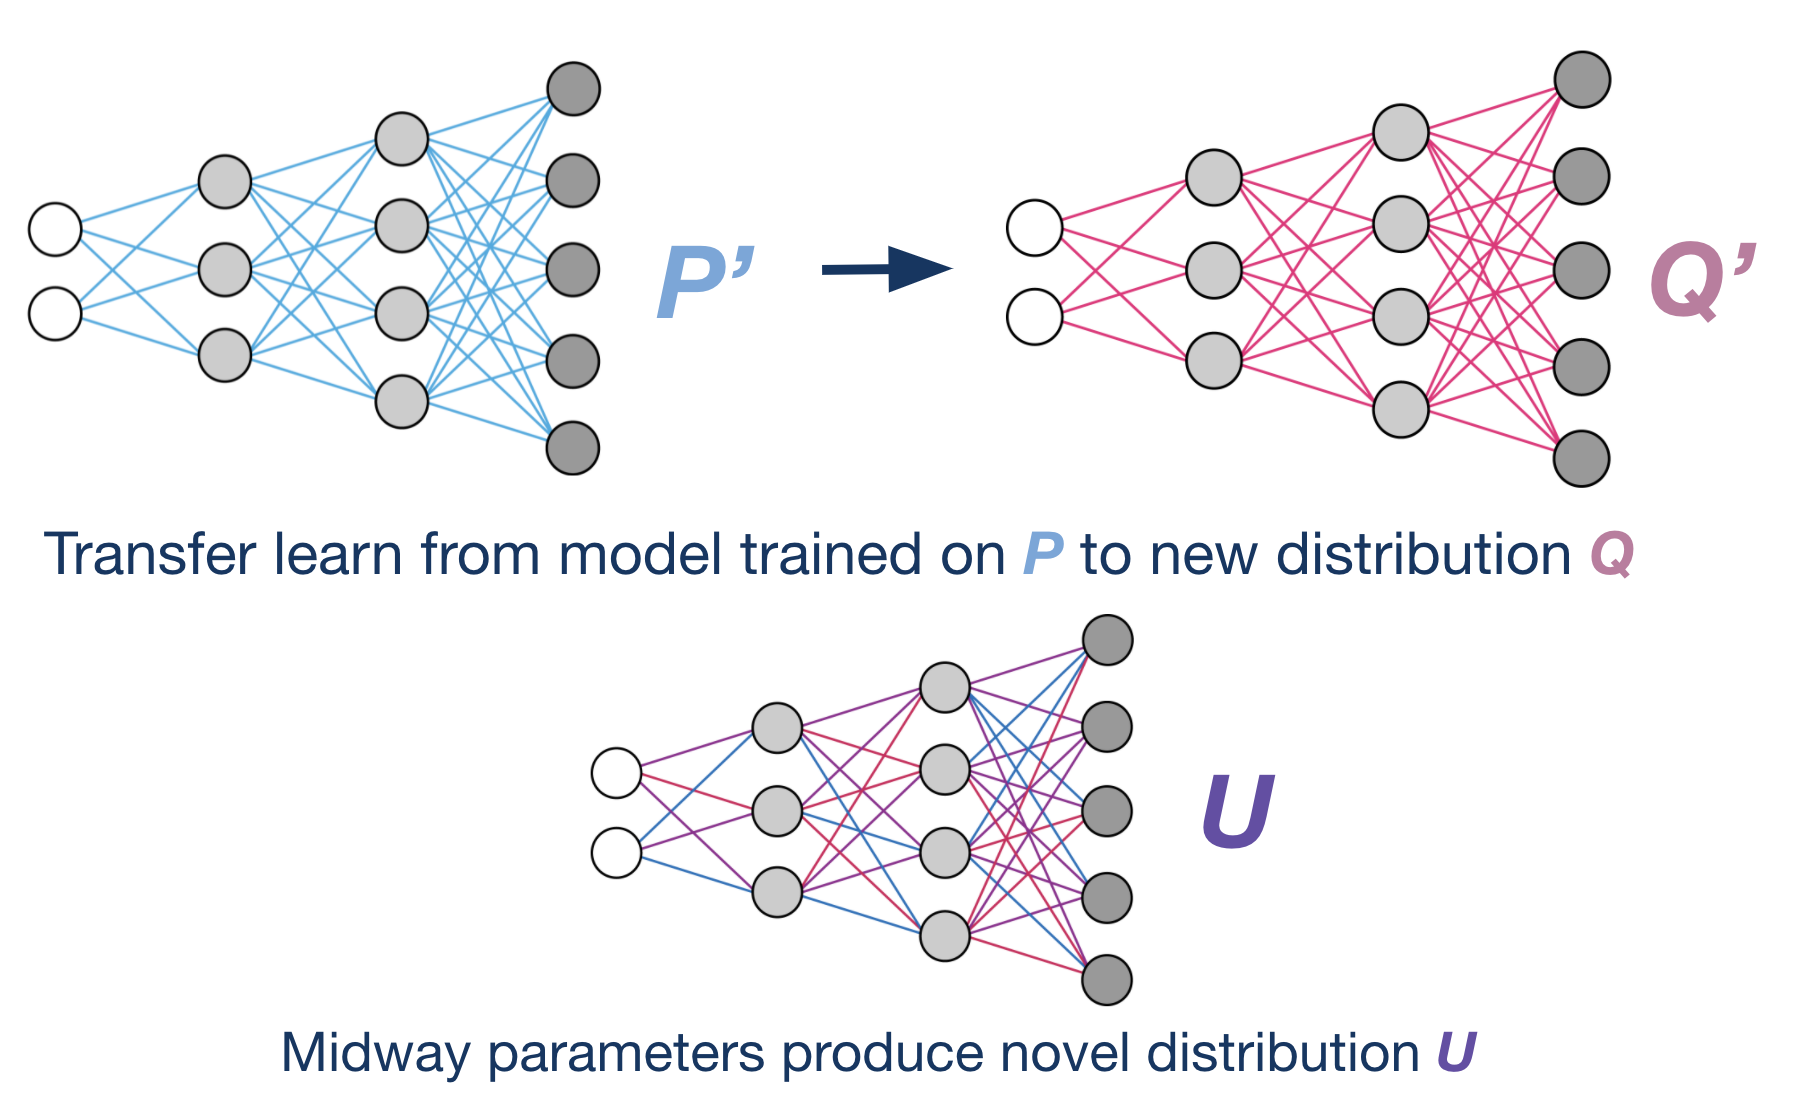 P’
Q’
Transfer learn from model trained on P to new distribution Q
U
Midway parameters produce novel distribution U